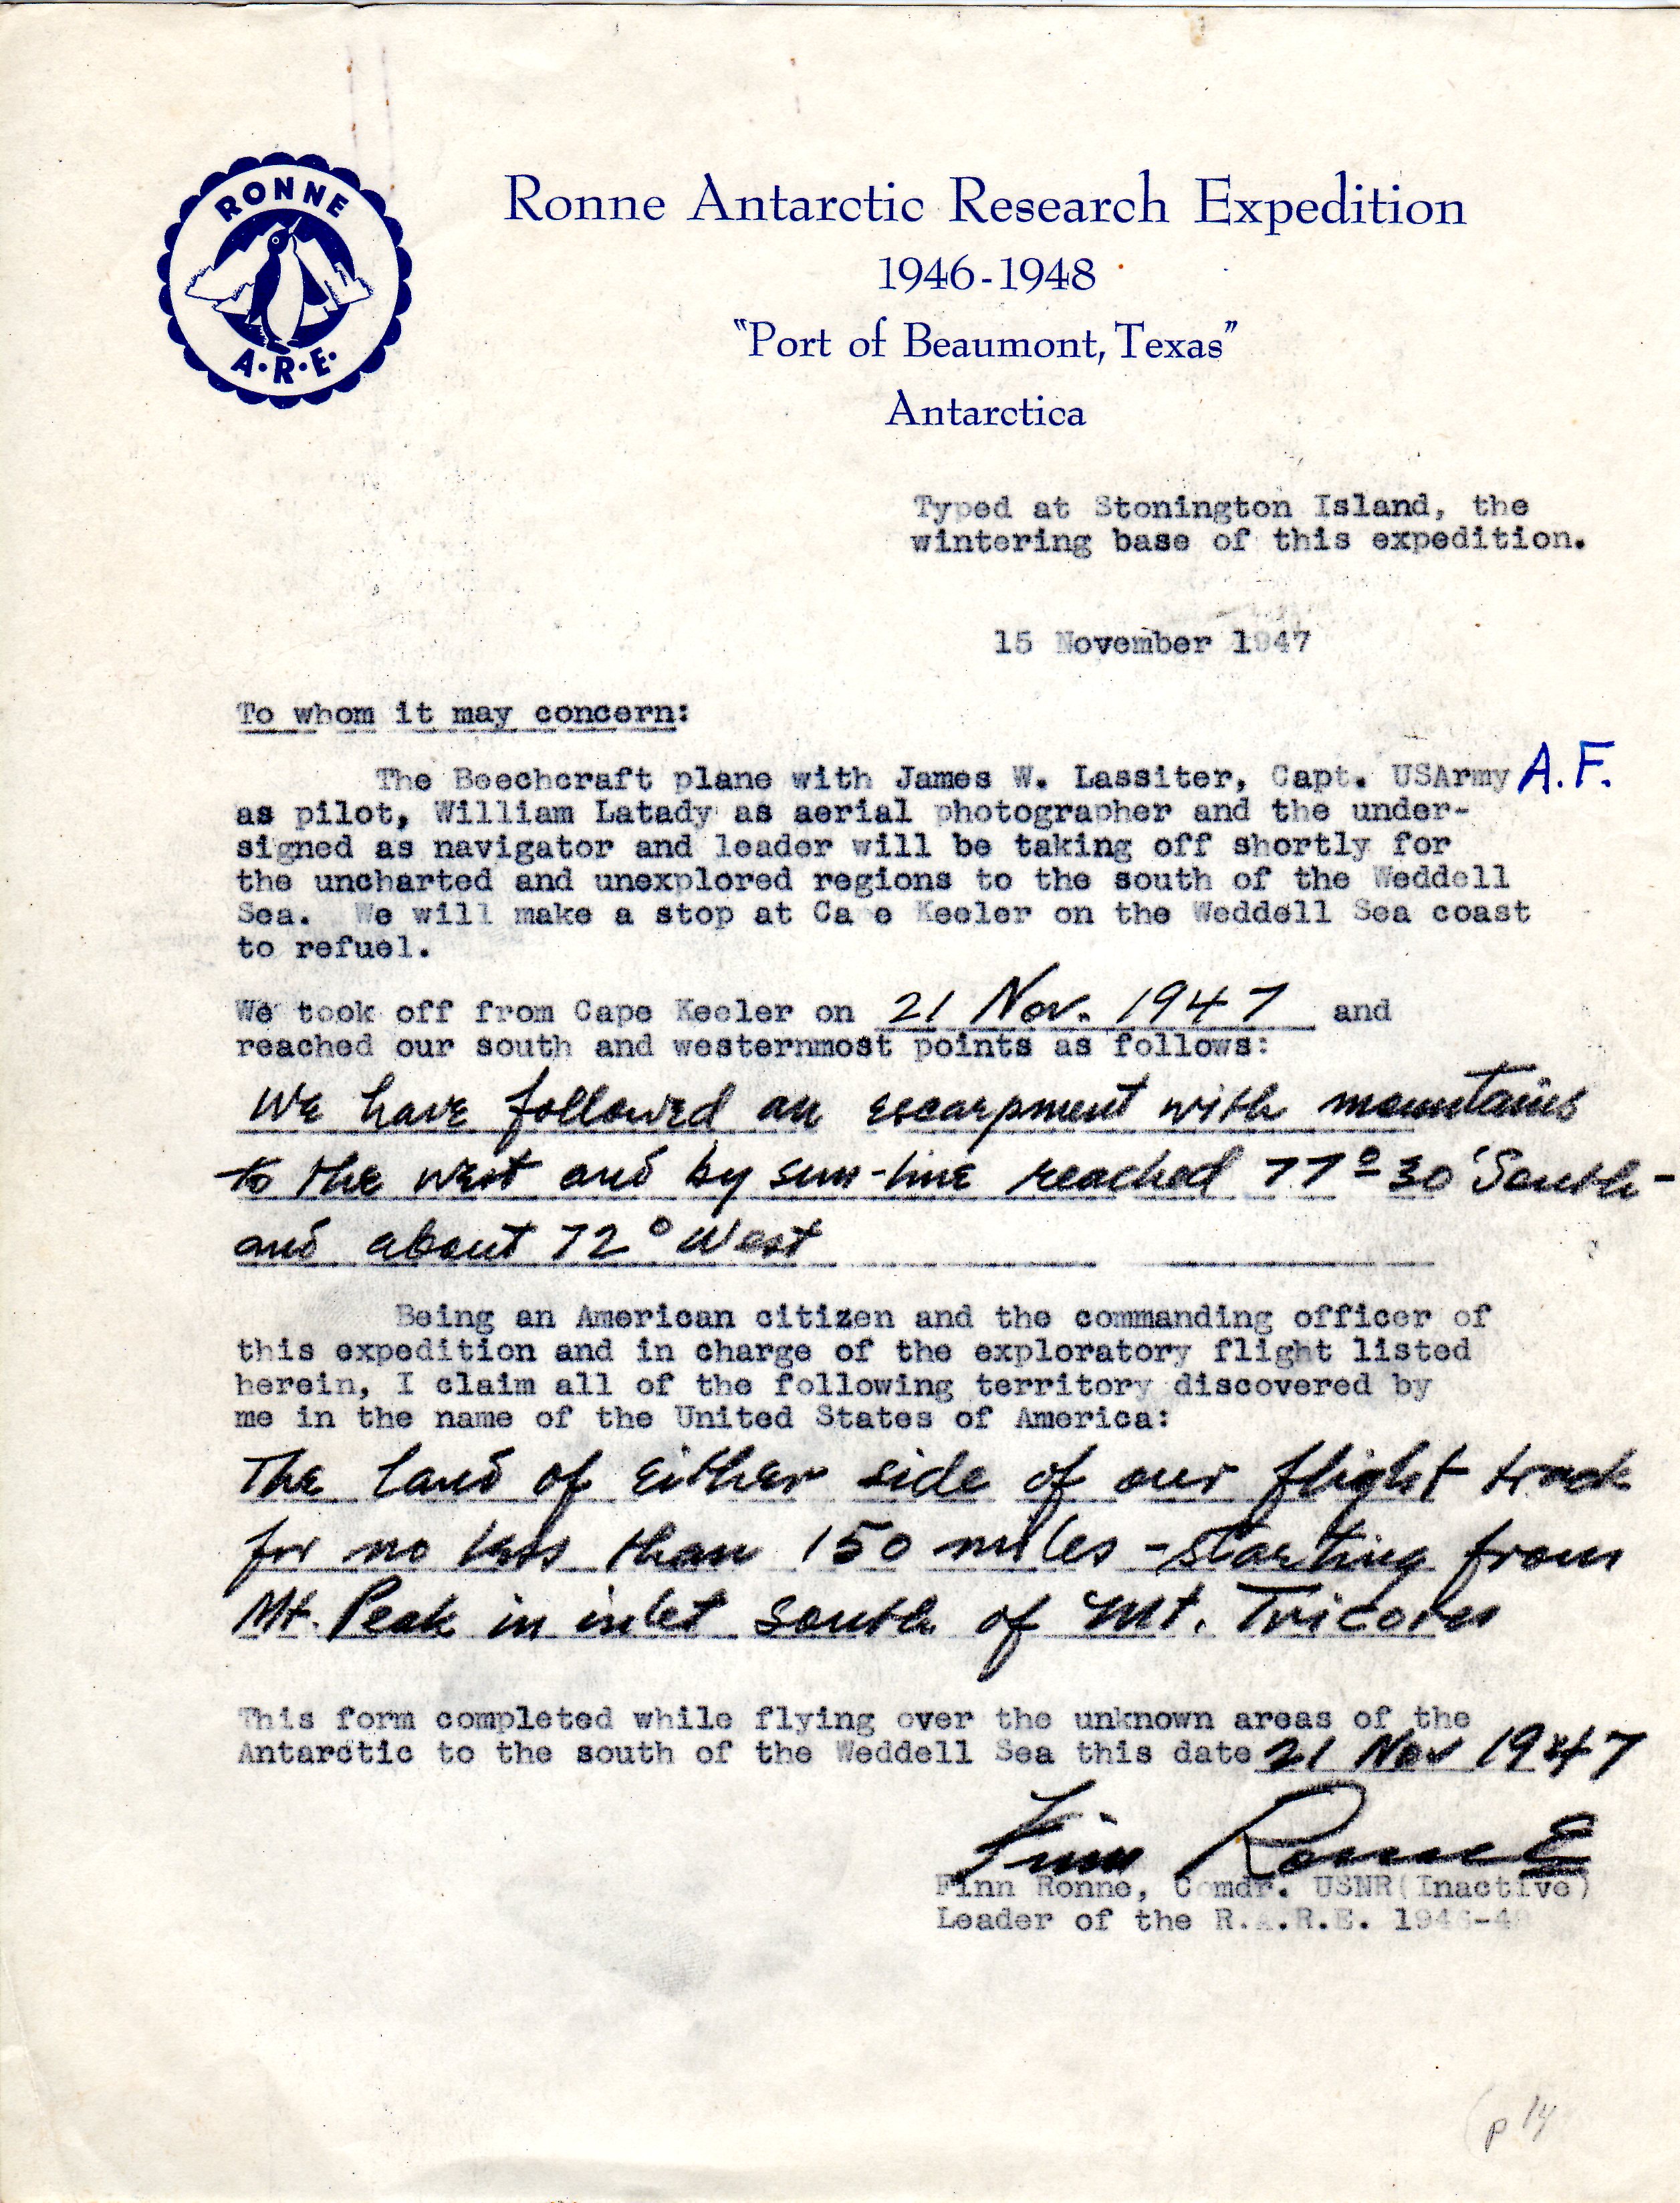 RONNE
A·R·E·
Ronne Antarctic Research Expedition
1946-1948
"Port of Beaumont, Texas"
Antarctica
Typed at Stonington Island, the
wintering base of this expedition.
15 November 1947
To whom it may concern:
The Beechcraft plane with James W. Lassiter, Capt. USArmy A.F.
as pilot, William Latady as aerial photographer and the under-
signed as navigator and leader will be taking off shortly for
the uncharted and unexplored regions to the south of the Weddell
Sea. We will make a stop at Cape Keeler on the Weddell Sea coast
to refuel.
We took off from Cape Keeler on 21 Nov. 1947 and
reached our south and westernmost points as follows:
We have followed an escarpment with mountains
to the west and by sun-line reached 77°30' South-
and about 72° West
Being an American citizen and the commanding officer of
this expedition and in charge of the exploratory flight listed
herein, I claim all of the following territory discovered by
me in the name of the United States of America:
The land of either side of our flight track
for no less than 150 miles - starting from
Mt. Peak in inlet south of Mt. Tricorn
This form completed while flying over the unknown areas of the
Antarctic to the south of the Weddell Sea this date 21 Nov 1947
Finn Ronne
Finn Ronne, Comdr. USNR(Inactive)
Leader of the R.A.R.E. 1946-48
p 14